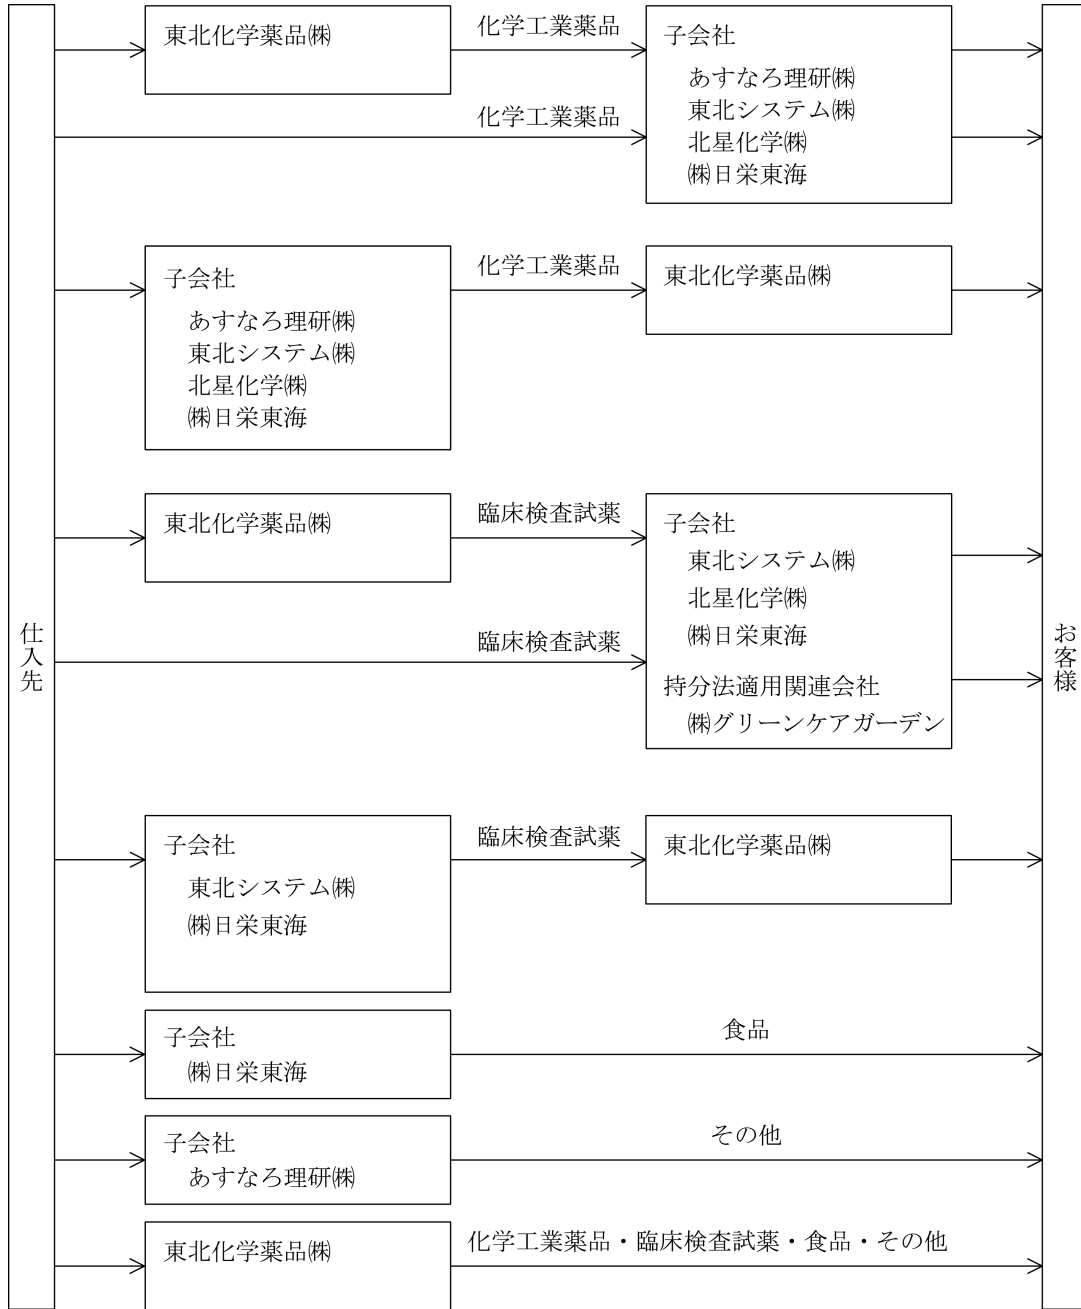 仕入先
東北化学薬品㈱
化学工業薬品
化学工業薬品
子会社
あすなろ理研㈱
東北システム㈱
北星化学㈱
㈱日栄東海
子会社
あすなろ理研㈱
東北システム㈱
北星化学㈱
㈱日栄東海
化学工業薬品
東北化学薬品㈱
東北化学薬品㈱
臨床検査試薬
臨床検査試薬
子会社
東北システム㈱
北星化学㈱
㈱日栄東海
持分法適用関連会社
㈱グリーンケアガーデン
子会社
東北システム㈱
㈱日栄東海
臨床検査試薬
東北化学薬品㈱
子会社
㈱日栄東海
食品
子会社
あすなろ理研㈱
その他
東北化学薬品㈱
化学工業薬品・臨床検査試薬・食品・その他
お客様